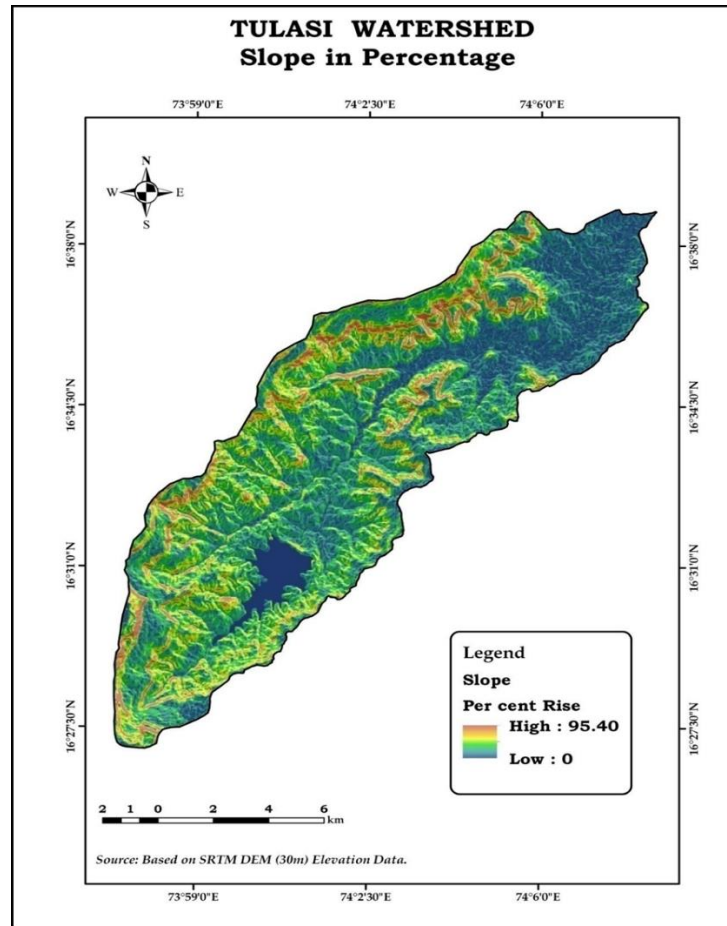 TULASI WATERSHED
Slope in Percentage
73°59'0"E 74°2'30"E 74°6'0"E
N
W E
S
16°38'0"N 16°38'0"N
16°34'30"N 16°34'30"N
16°31'0"N 16°31'0"N
16°27'30"N 16°27'30"N
Legend
Slope
Per cent Rise
High : 95.40
Low : 0
2 1 0 2 4 6
km
Source: Based on SRTM DEM (30m) Elevation Data.
73°59'0"E 74°2'30"E 74°6'0"E